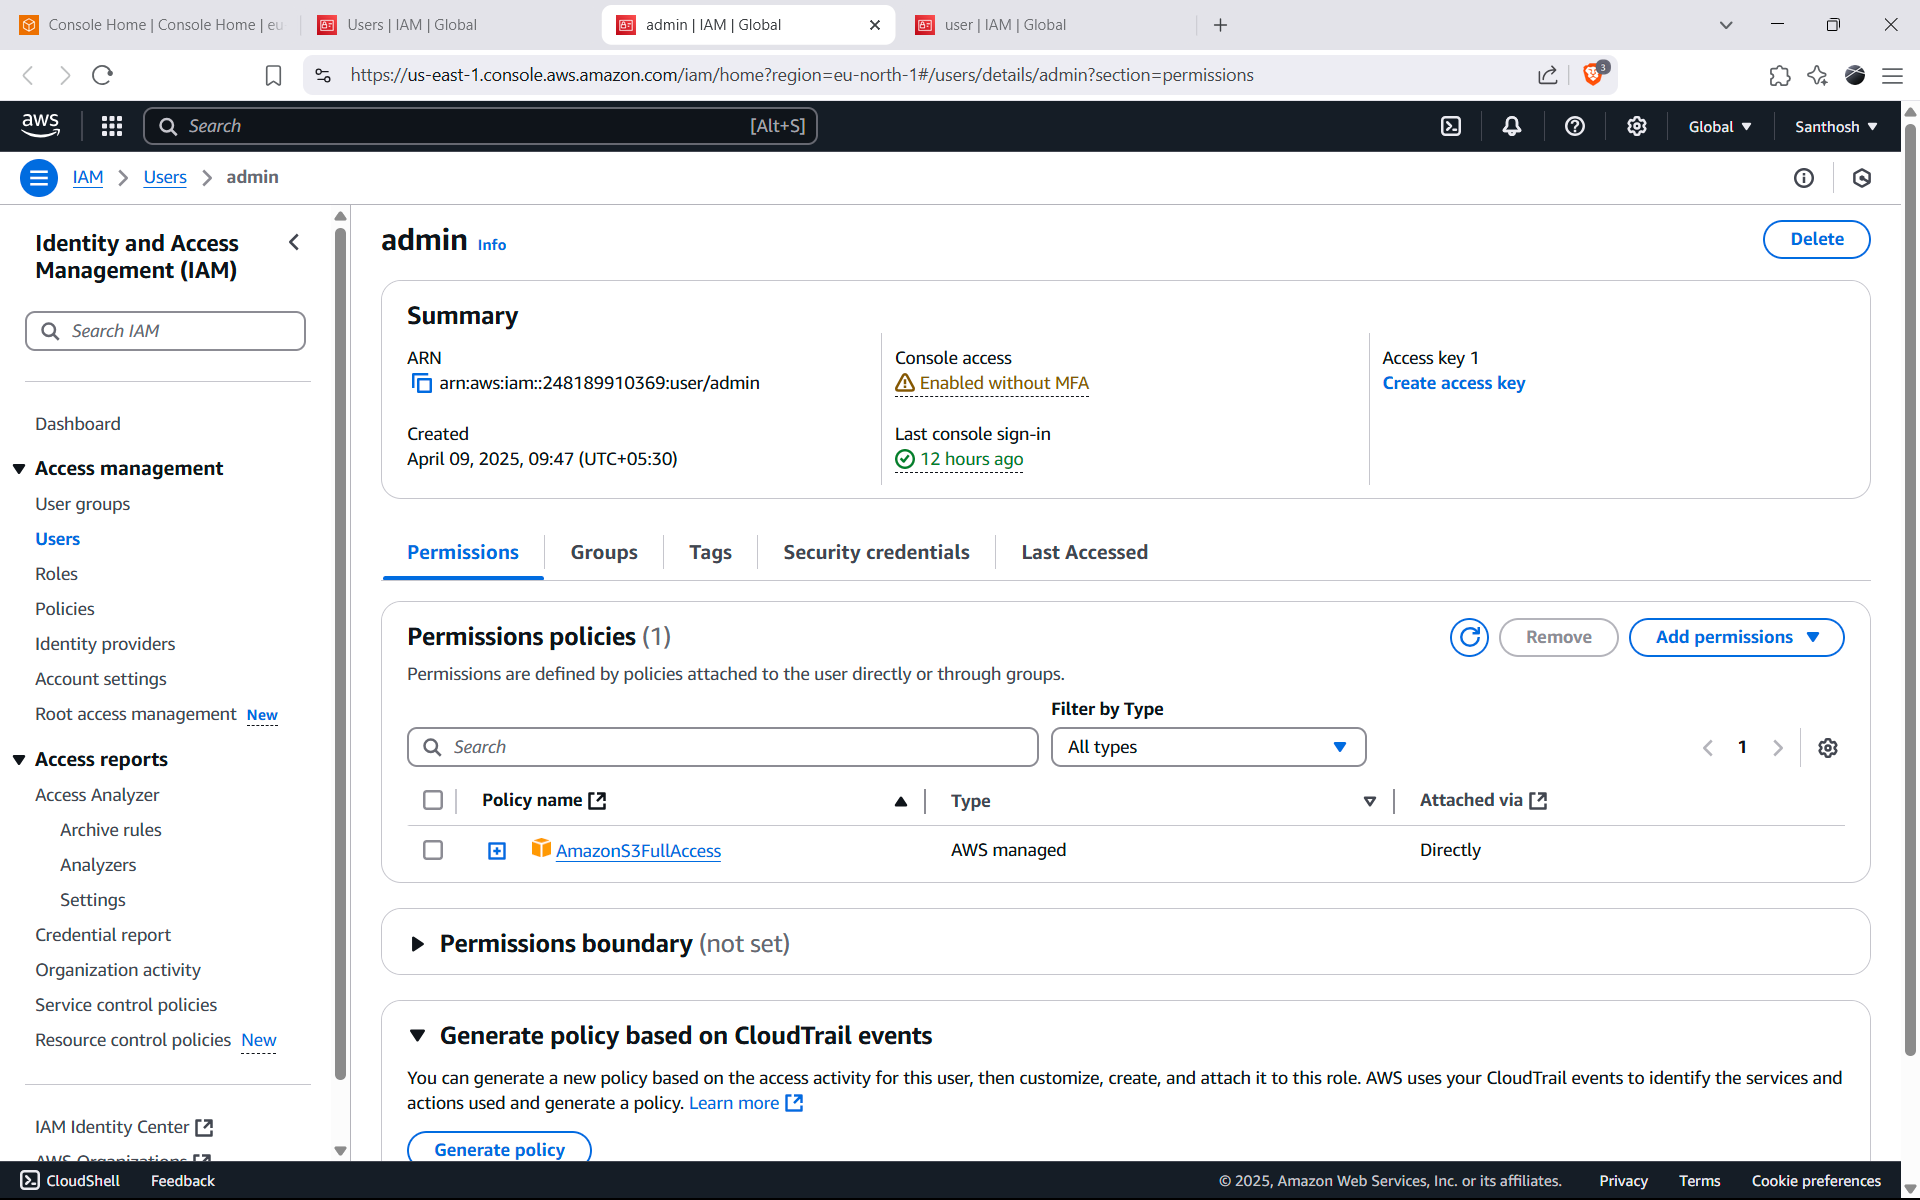 Console Home | Console Home | eu
Users | IAM | Global
admin | IAM | Global
user | IAM | Global
https://us-east-1.console.aws.amazon.com/iam/home?region=eu-north-1#/users/details/admin?section=permissions
3
aws
Search
[Alt+S]
Global
Santhosh
IAM
Users
admin
Identity and Access
Management (IAM)
Search IAM
Dashboard
Access management
User groups
Users
Roles
Policies
Identity providers
Account settings
Root access management New
Access reports
Access Analyzer
Archive rules
Analyzers
Settings
Credential report
Organization activity
Service control policies
Resource control policies New
IAM Identity Center
AWS Organizations
admin Info
Delete
Summary
ARN
arn:aws:iam::248189910369:user/admin
Created
April 09, 2025, 09:47 (UTC+05:30)
Console access
Enabled without MFA
Last console sign-in
12 hours ago
Access key 1
Create access key
Permissions
Groups
Tags
Security credentials
Last Accessed
Permissions policies (1)
Remove
Add permissions
Permissions are defined by policies attached to the user directly or through groups.
Filter by Type
Search
All types
1
Policy name
Type
Attached via
AmazonS3FullAccess
AWS managed
Directly
Permissions boundary (not set)
Generate policy based on CloudTrail events
You can generate a new policy based on the access activity for this user, then customize, create, and attach it to this role. AWS uses your CloudTrail events to identify the services and
actions used and generate a policy. Learn more
Generate policy
CloudShell
Feedback
© 2025, Amazon Web Services, Inc. or its affiliates.
Privacy
Terms
Cookie preferences